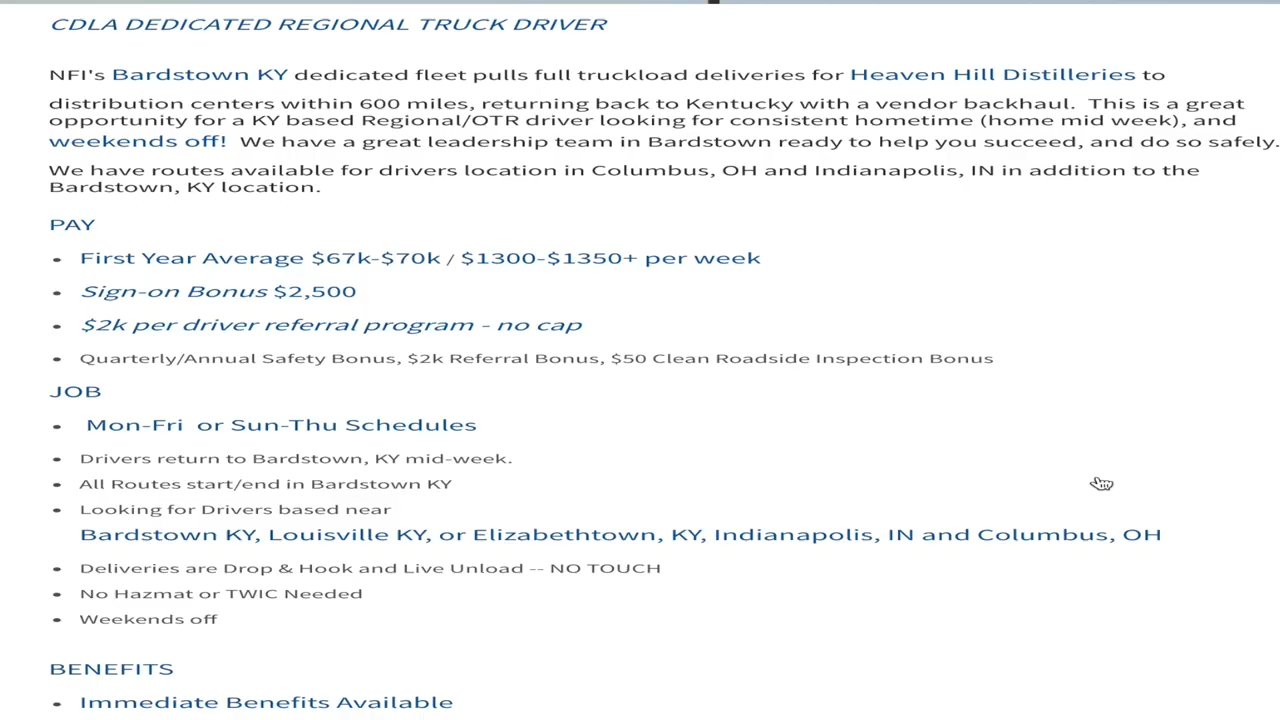 CDLA DEDICATED REGIONAL TRUCK DRIVER
NFI's Bardstown KY dedicated fleet pulls full truckload deliveries for Heaven Hill Distilleries to
distribution centers within 600 miles, returning back to Kentucky with a vendor backhaul.  This is a great
opportunity for a KY based Regional/OTR driver looking for consistent hometime (home mid week), and
weekends off!  We have a great leadership team in Bardstown ready to help you succeed, and do so safely.
We have routes available for drivers location in Columbus, OH and Indianapolis, IN in addition to the
Bardstown, KY location.
PAY
• First Year Average $67k-$70k / $1300-$1350+ per week
• Sign-on Bonus $2,500
• $2k per driver referral program - no cap
• Quarterly/Annual Safety Bonus, $2k Referral Bonus, $50 Clean Roadside Inspection Bonus
JOB
• Mon-Fri  or Sun-Thu Schedules
• Drivers return to Bardstown, KY mid-week.
• All Routes start/end in Bardstown KY
• Looking for Drivers based near
Bardstown KY, Louisville KY, or Elizabethtown, KY, Indianapolis, IN and Columbus, OH
• Deliveries are Drop & Hook and Live Unload -- NO TOUCH
• No Hazmat or TWIC Needed
• Weekends off
BENEFITS
• Immediate Benefits Available